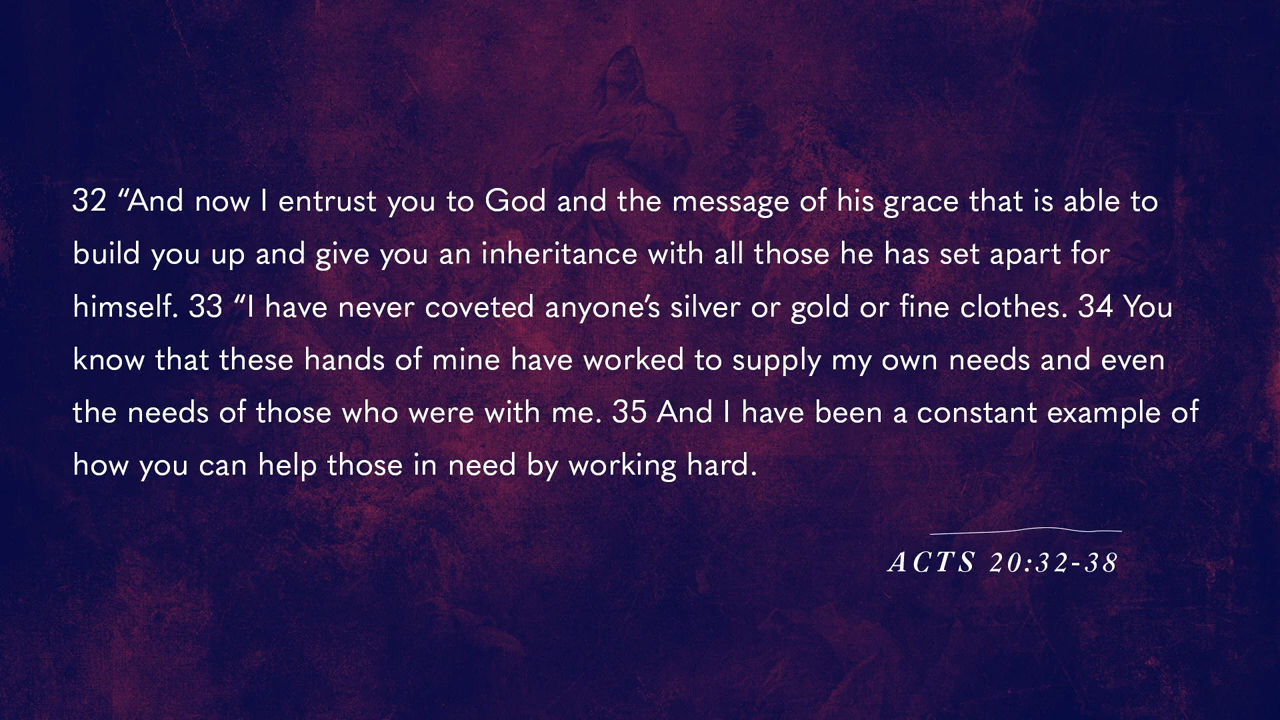 32 “And now I entrust you to God and the message of his grace that is able to
build you up and give you an inheritance with all those he has set apart for
himself. 33 “I have never coveted anyone’s silver or gold or fine clothes. 34 You
know that these hands of mine have worked to supply my own needs and even
the needs of those who were with me. 35 And I have been a constant example of
how you can help those in need by working hard.
ACTS 20:32-38